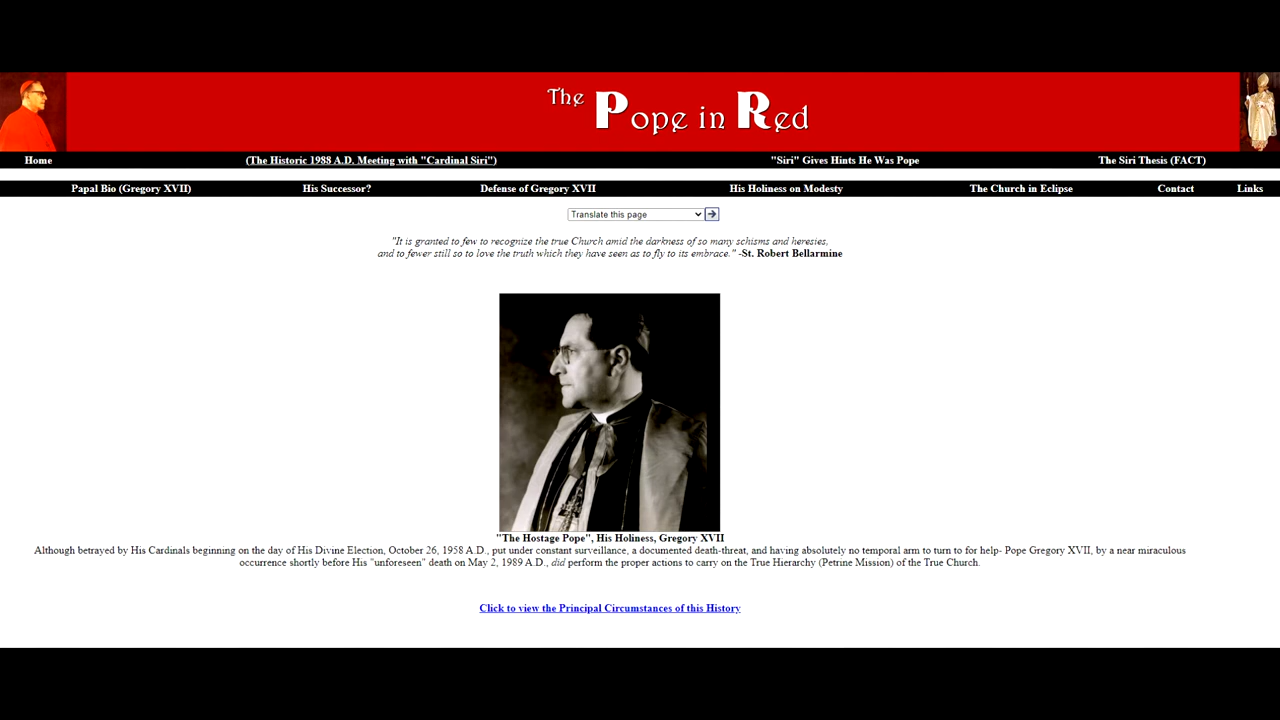 The Pope in Red
Home (The Historic 1988 A.D. Meeting with "Cardinal Siri") "Siri" Gives Hints He Was Pope The Siri Thesis (FACT)
Papal Bio (Gregory XVII) His Successor? Defense of Gregory XVII His Holiness on Modesty The Church in Eclipse Contact Links
Translate this page
"It is granted to few to recognize the true Church amid the darkness of so many schisms and heresies,
and to fewer still so to love the truth which they have seen as to fly to its embrace." -St. Robert Bellarmine
"The Hostage Pope", His Holiness, Gregory XVII
Although betrayed by His Cardinals beginning on the day of His Divine Election, October 26, 1958 A.D., put under constant surveillance, a documented death-threat, and having absolutely no temporal arm to turn to for help- Pope Gregory XVII, by a near miraculous
occurrence shortly before His "unforeseen" death on May 2, 1989 A.D., did perform the proper actions to carry on the True Hierarchy (Petrine Mission) of the True Church.
Click to view the Principal Circumstances of this History